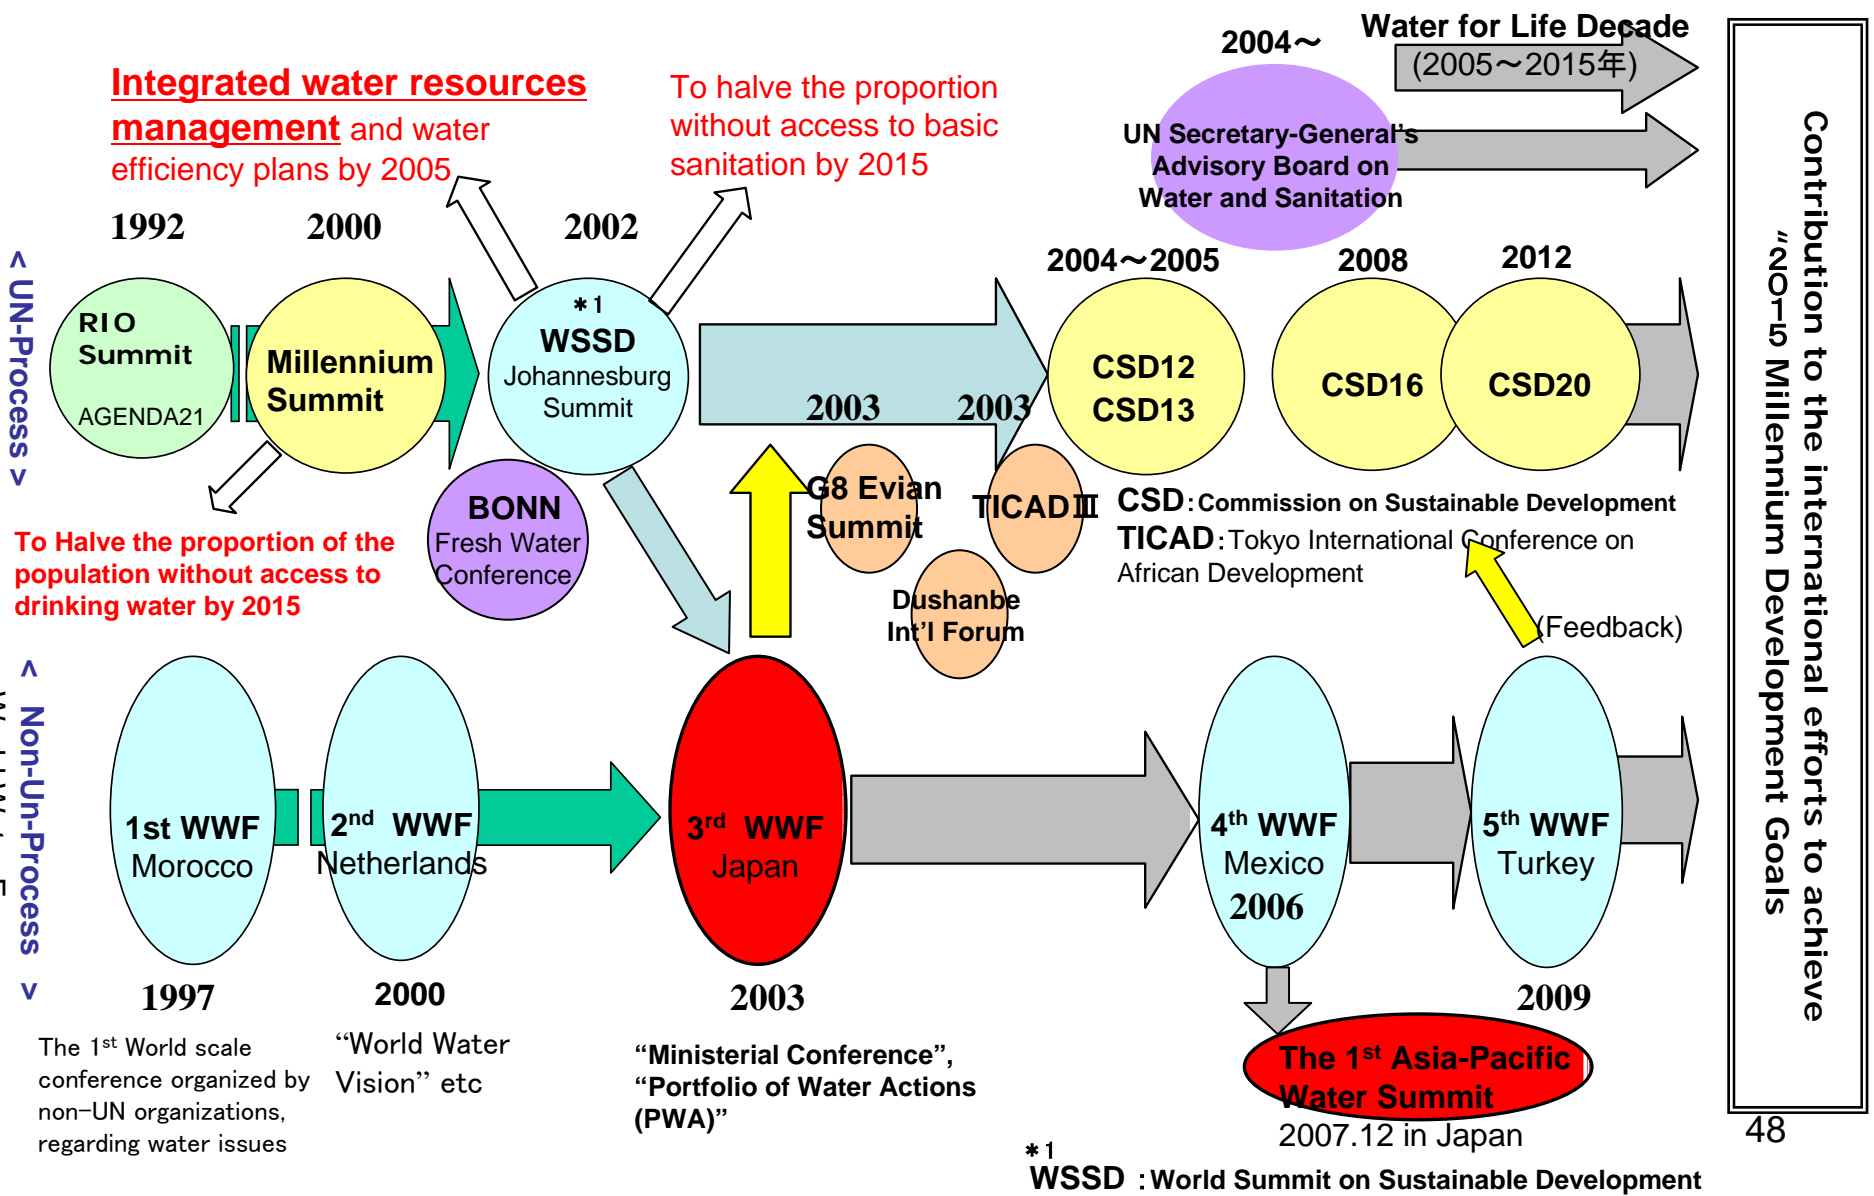 Water for Life Decade
(2005～2015年)
2004～
UN Secretary-General's
Advisory Board on
Water and Sanitation
Integrated water resources
management and water
efficiency plans by 2005
To halve the proportion
without access to basic
sanitation by 2015
1992
2000
2002
2004～2005
2008
2012
< UN-Process >
RIO
Summit
AGENDA21
Millennium
Summit
*1
WSSD
Johannesburg
Summit
CSD12
CSD13
CSD16
CSD20
2003
2003
BONN
Fresh Water
Conference
G8 Evian
Summit
TICADⅢ
Dushanbe
Int'l Forum
CSD:Commission on Sustainable Development
TICAD:Tokyo International Conference on
African Development
(Feedback)
To Halve the proportion of the
population without access to
drinking water by 2015
< Non-Un-Process >
1st WWF
Morocco
2nd WWF
Netherlands
3rd WWF
Japan
4th WWF
Mexico
2006
5th WWF
Turkey
1997
2000
2003
2009
The 1st World scale
conference organized by
non-UN organizations,
regarding water issues
“World Water
Vision” etc
“Ministerial Conference”,
“Portfolio of Water Actions
(PWA)”
The 1st Asia-Pacific
Water Summit
2007.12 in Japan
*1
WSSD :World Summit on Sustainable Development
Contribution to the international efforts to achieve
“2015 Millennium Development Goals
48